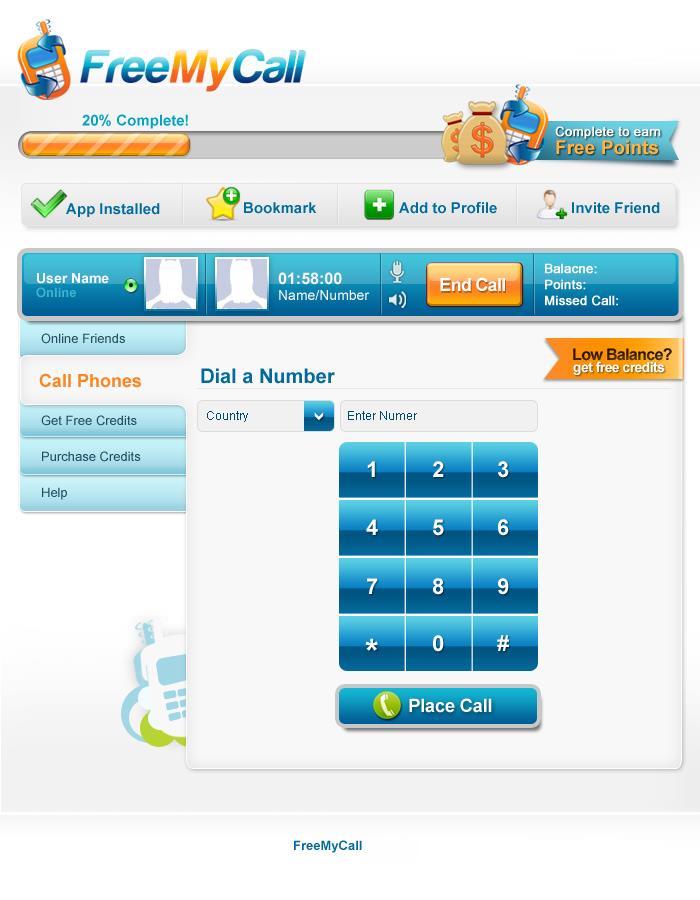 FreeMyCall
20% Complete!
Complete to earn
Free Points
App Installed
Bookmark
Add to Profile
Invite Friend
User Name
Online
01:58:00
Name/Number
End Call
Balacne:
Points:
Missed Call:
Online Friends
Call Phones
Get Free Credits
Purchase Credits
Help
Low Balance?
get free credits
Dial a Number
Country
Enter Numer
1 2 3
4 5 6
7 8 9
* 0 #
Place Call
FreeMyCall